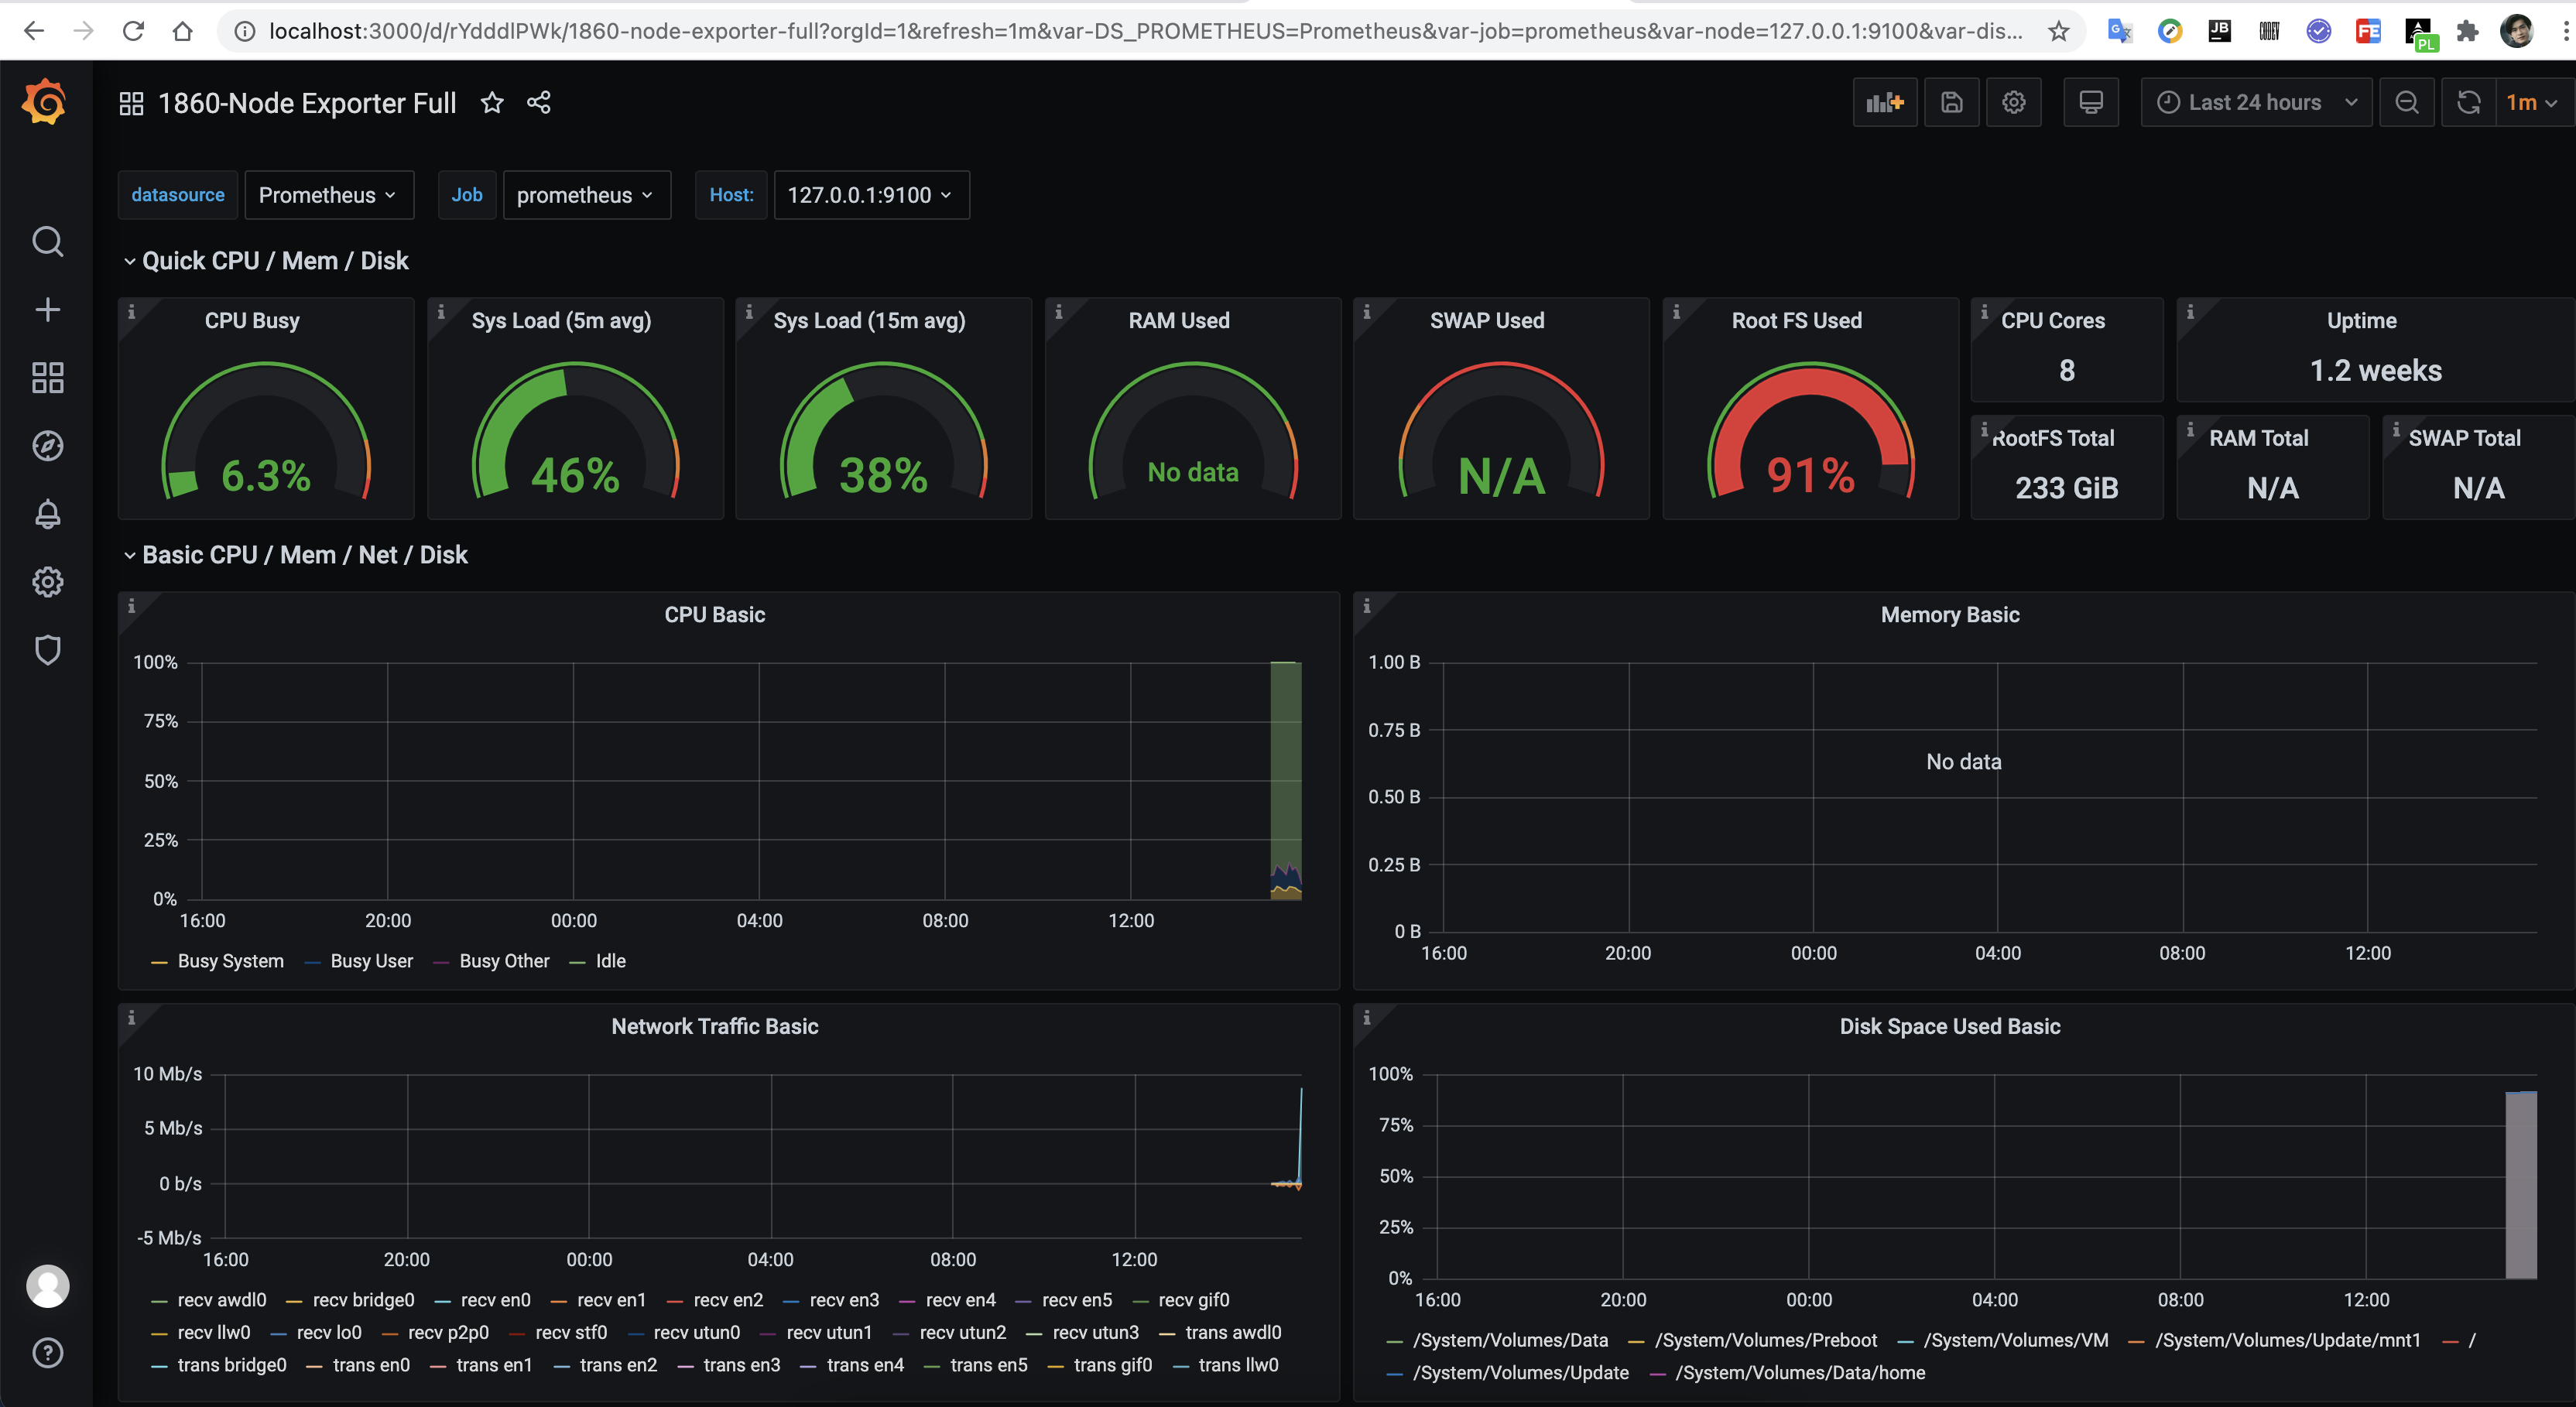 localhost:3000/d/rYdddlPWk/1860-node-exporter-full?orgId=1&refresh=1m&var-DS_PROMETHEUS=Prometheus&var-job=prometheus&var-node=127.0.0.1:9100&var-dis...
JB
FE
PL
1860-Node Exporter Full
Last 24 hours
1m
datasource Prometheus Job prometheus Host: 127.0.0.1:9100
Quick CPU / Mem / Disk
CPU Busy
6.3%
Sys Load (5m avg)
46%
Sys Load (15m avg)
38%
RAM Used
No data
SWAP Used
N/A
Root FS Used
91%
CPU Cores
8
Uptime
1.2 weeks
RootFS Total
233 GiB
RAM Total
N/A
SWAP Total
N/A
Basic CPU / Mem / Net / Disk
CPU Basic
100%
75%
50%
25%
0%
16:00 20:00 00:00 04:00 08:00 12:00
Busy System Busy User Busy Other Idle
Memory Basic
1.00 B
0.75 B
No data
0.50 B
0.25 B
0 B
16:00 20:00 00:00 04:00 08:00 12:00
Network Traffic Basic
10 Mb/s
5 Mb/s
0 b/s
-5 Mb/s
16:00 20:00 00:00 04:00 08:00 12:00
recv awdl0 recv bridge0 recv en0 recv en1 recv en2 recv en3 recv en4 recv en5 recv gif0
recv llw0 recv lo0 recv p2p0 recv stf0 recv utun0 recv utun1 recv utun2 recv utun3 trans awdl0
trans bridge0 trans en0 trans en1 trans en2 trans en3 trans en4 trans en5 trans gif0 trans llw0
Disk Space Used Basic
100%
75%
50%
25%
0%
16:00 20:00 00:00 04:00 08:00 12:00
/System/Volumes/Data /System/Volumes/Preboot /System/Volumes/VM /System/Volumes/Update/mnt1 /
/System/Volumes/Update /System/Volumes/Data/home